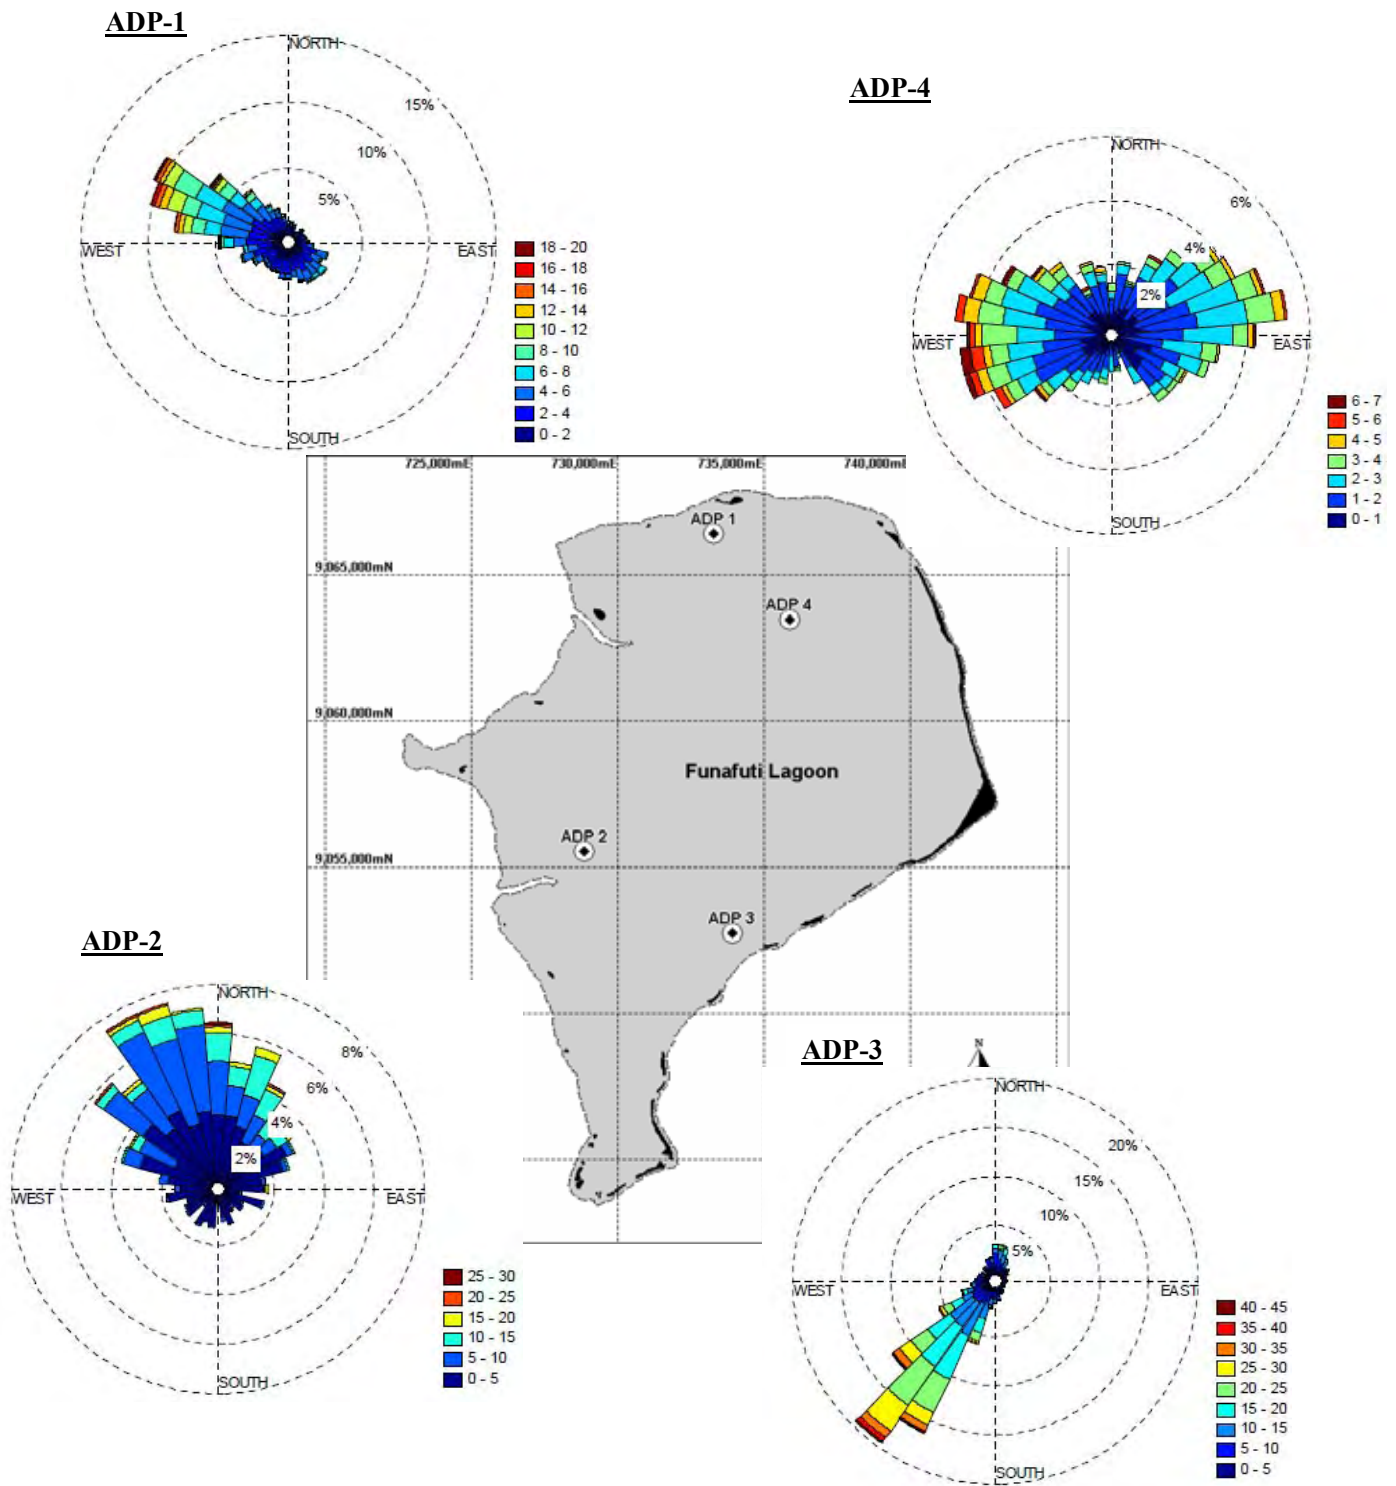 ADP-1
NORTH
15%
10%
5%
WEST
EAST
SOUTH
18 - 20
16 - 18
14 - 16
12 - 14
10 - 12
8 - 10
6 - 8
4 - 6
2 - 4
0 - 2
ADP-4
NORTH
6%
4%
2%
WEST
EAST
SOUTH
6 - 7
5 - 6
4 - 5
3 - 4
2 - 3
1 - 2
0 - 1
725,000mE
730,000mE
735,000mE
740,000mE
ADP 1
9,065,000mN
ADP 4
9,060,000mN
Funafuti Lagoon
ADP 2
9,055,000mN
ADP 3
N
ADP-2
NORTH
8%
6%
4%
2%
WEST
EAST
SOUTH
25 - 30
20 - 25
15 - 20
10 - 15
5 - 10
0 - 5
ADP-3
NORTH
20%
15%
10%
5%
WEST
EAST
SOUTH
40 - 45
35 - 40
30 - 35
25 - 30
20 - 25
15 - 20
10 - 15
5 - 10
0 - 5